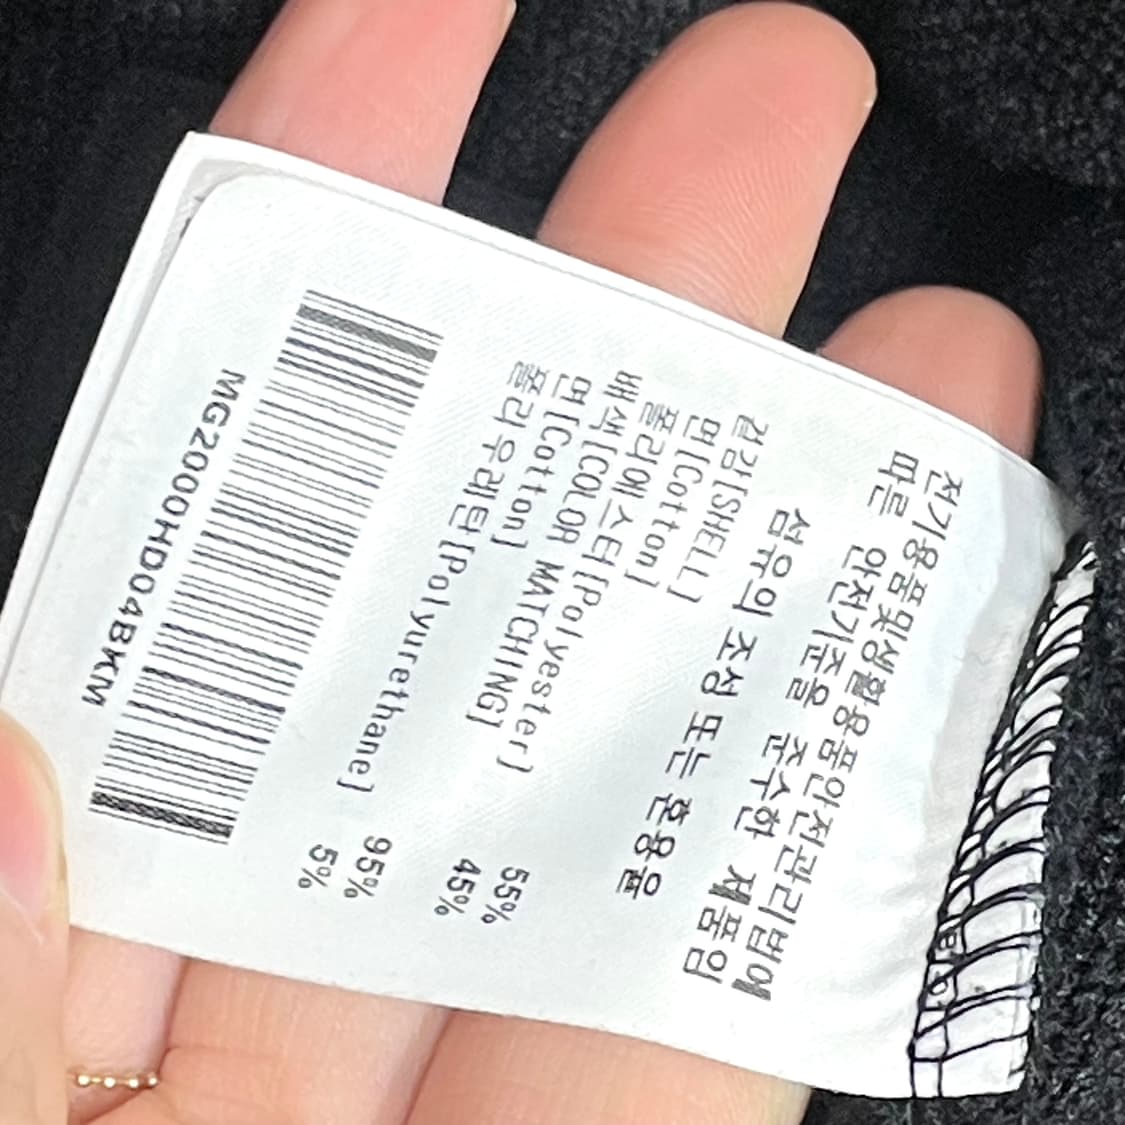 전기용품및생활용품안전관리법에
따른 안전기준을 준수한 제품임
섬유의 조성 또는 혼용율
겉감[SHELL]
면[Cotton] 55%
폴리에스터[Polyester] 45%
배색[COLOR MATCHING]
면[Cotton] 95%
폴리우레탄[Polyurethane] 5%
MG2000HD04BKM